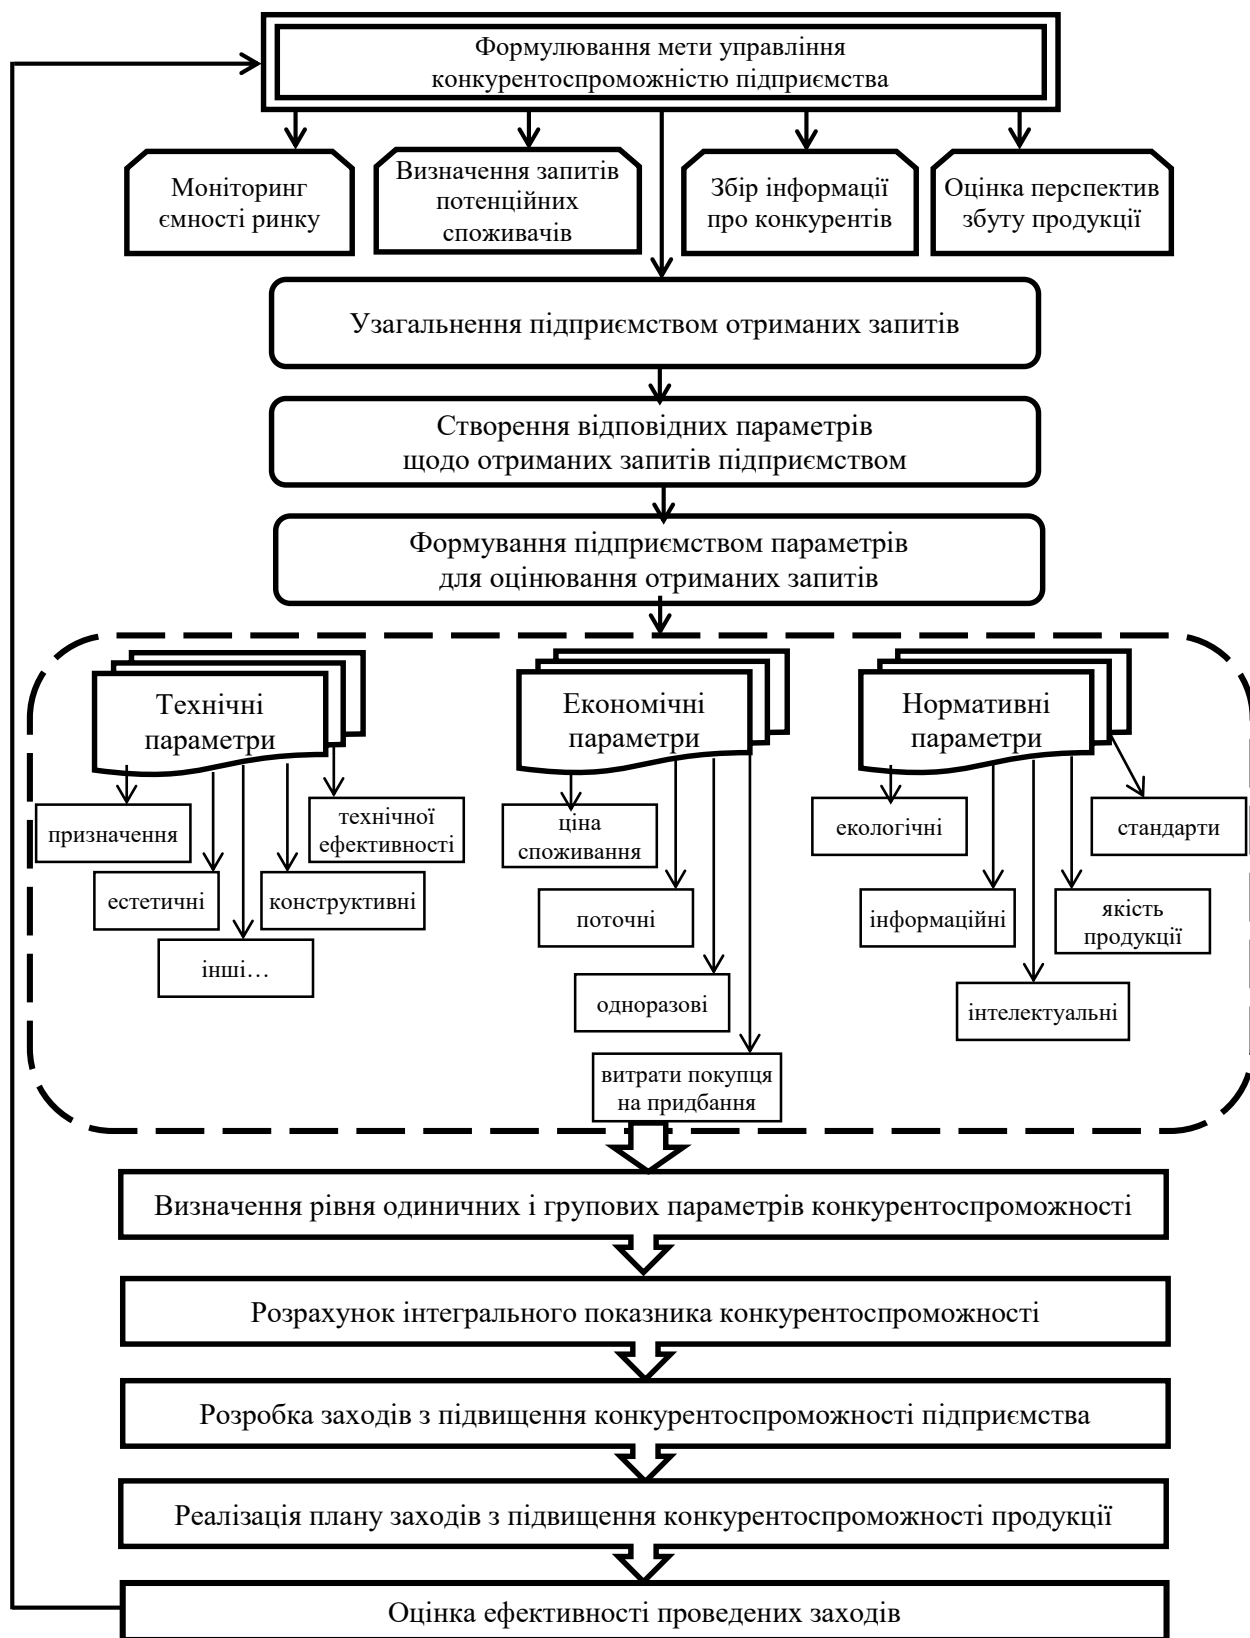 Формулювання мети управління
конкурентоспроможністю підприємства
Моніторинг
ємності ринку
Визначення запитів
потенційних
споживачів
Збір інформації
про конкурентів
Оцінка перспектив
збуту продукції
Узагальнення підприємством отриманих запитів
Створення відповідних параметрів
щодо отриманих запитів підприємством
Формування підприємством параметрів
для оцінювання отриманих запитів
Технічні
параметри
Економічні
параметри
Нормативні
параметри
призначення
технічної
ефективності
естетичні
конструктивні
інші…
ціна
споживання
поточні
одноразові
витрати покупця
на придбання
екологічні
стандарти
інформаційні
якість
продукції
інтелектуальні
Визначення рівня одиничних і групових параметрів конкурентоспроможності
Розрахунок інтегрального показника конкурентоспроможності
Розробка заходів з підвищення конкурентоспроможності підприємства
Реалізація плану заходів з підвищення конкурентоспроможності продукції
Оцінка ефективності проведених заходів